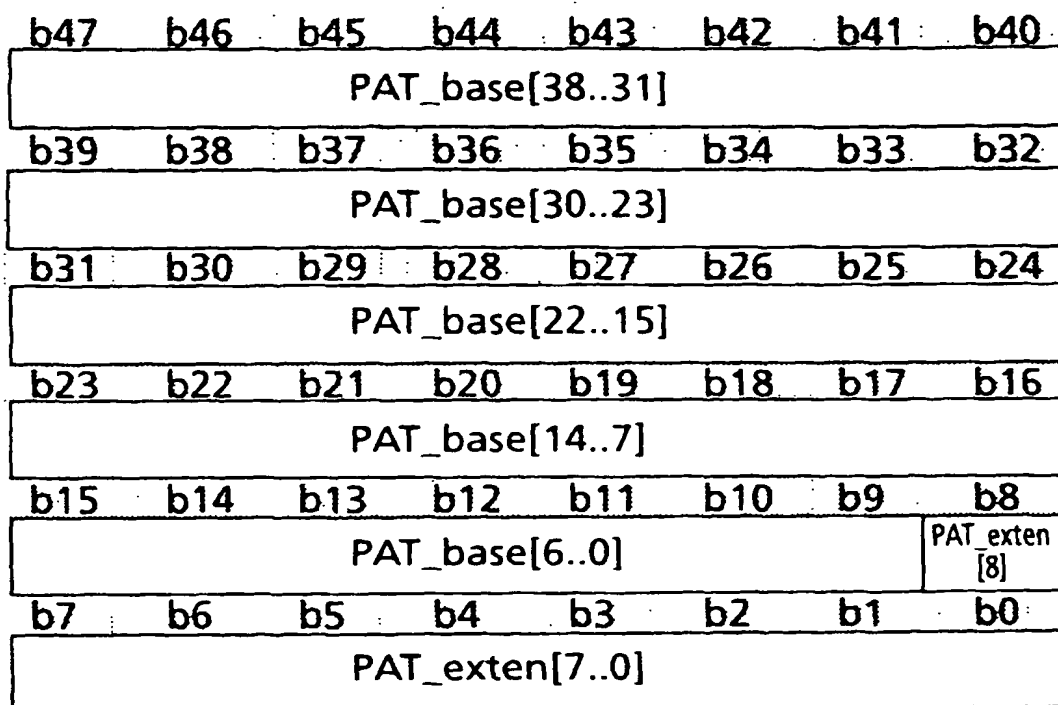 b47 b46 b45 b44 b43 b42 b41 b40
PAT_base[38..31]
b39 b38 b37 b36 b35 b34 b33 b32
PAT_base[30..23]
b31 b30 b29 b28 b27 b26 b25 b24
PAT_base[22..15]
b23 b22 b21 b20 b19 b18 b17 b16
PAT_base[14..7]
b15 b14 b13 b12 b11 b10 b9 b8
PAT_base[6..0] PAT_exten
[8]
b7 b6 b5 b4 b3 b2 b1 b0
PAT_exten[7..0]